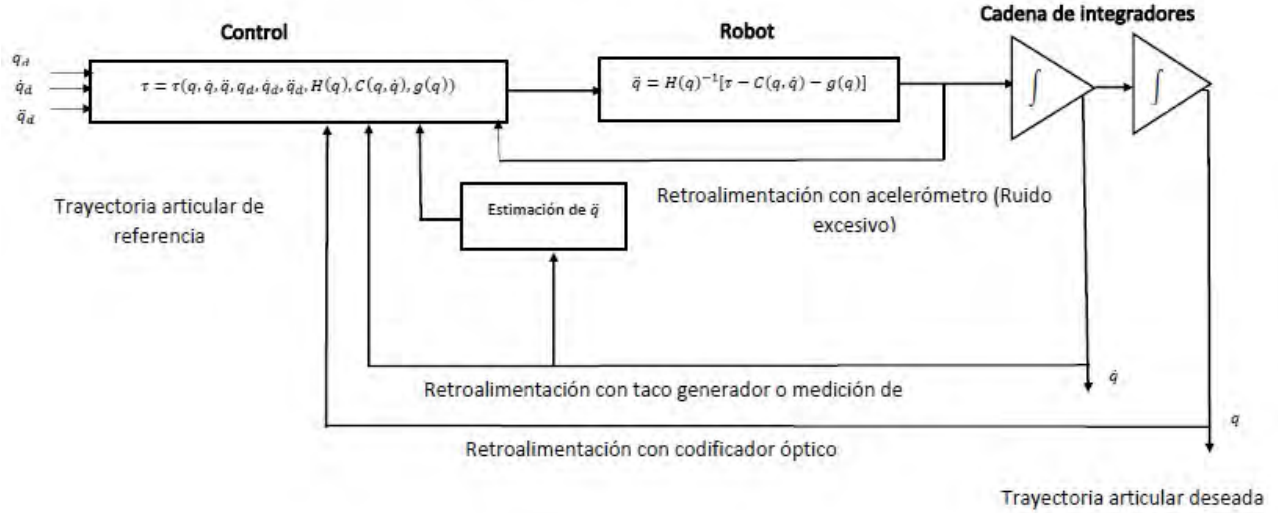 Cadena de integradores
Control
Robot
q_d
q̇_d
q̈_d
τ = τ(q, q̇, q̈, q_d, q̇_d, q̈_d, H(q), C(q, q̇), g(q))
q̈ = H(q)⁻¹[τ − C(q, q̇) − g(q)]
∫
∫
Trayectoria articular de
referencia
Estimación de q̈
Retroalimentación con acelerómetro (Ruido
excesivo)
q̇
Retroalimentación con taco generador o medición de
q
Retroalimentación con codificador óptico
Trayectoria articular deseada